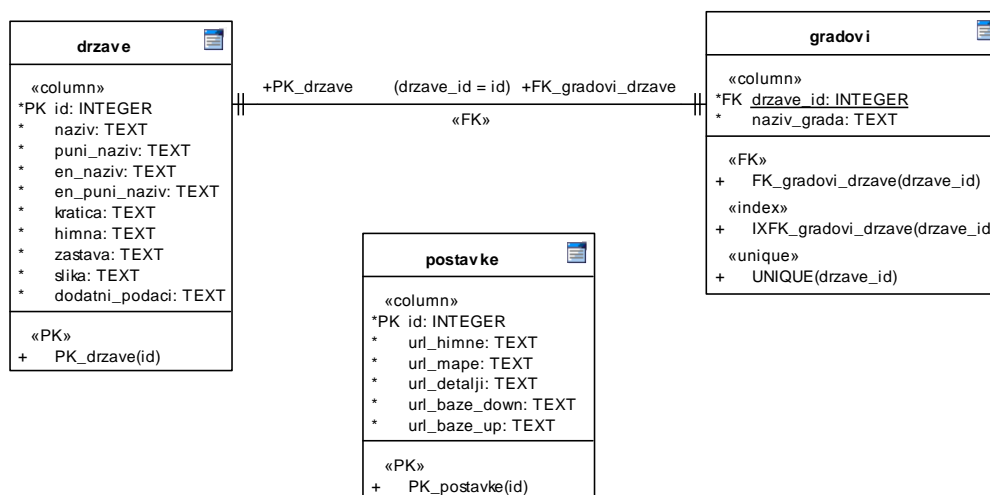 drzave
«column»
*PK id: INTEGER
* naziv: TEXT
* puni_naziv: TEXT
* en_naziv: TEXT
* en_puni_naziv: TEXT
* kratica: TEXT
* himna: TEXT
* zastava: TEXT
* slika: TEXT
* dodatni_podaci: TEXT
«PK»
+ PK_drzave(id)
+PK_drzave (drzave_id = id) +FK_gradovi_drzave
«FK»
gradovi
«column»
*FK drzave_id: INTEGER
* naziv_grada: TEXT
«FK»
+ FK_gradovi_drzave(drzave_id)
«index»
+ IXFK_gradovi_drzave(drzave_id
«unique»
+ UNIQUE(drzave_id)
postavke
«column»
*PK id: INTEGER
* url_himne: TEXT
* url_mape: TEXT
* url_detalji: TEXT
* url_baze_down: TEXT
* url_baze_up: TEXT
«PK»
+ PK_postavke(id)